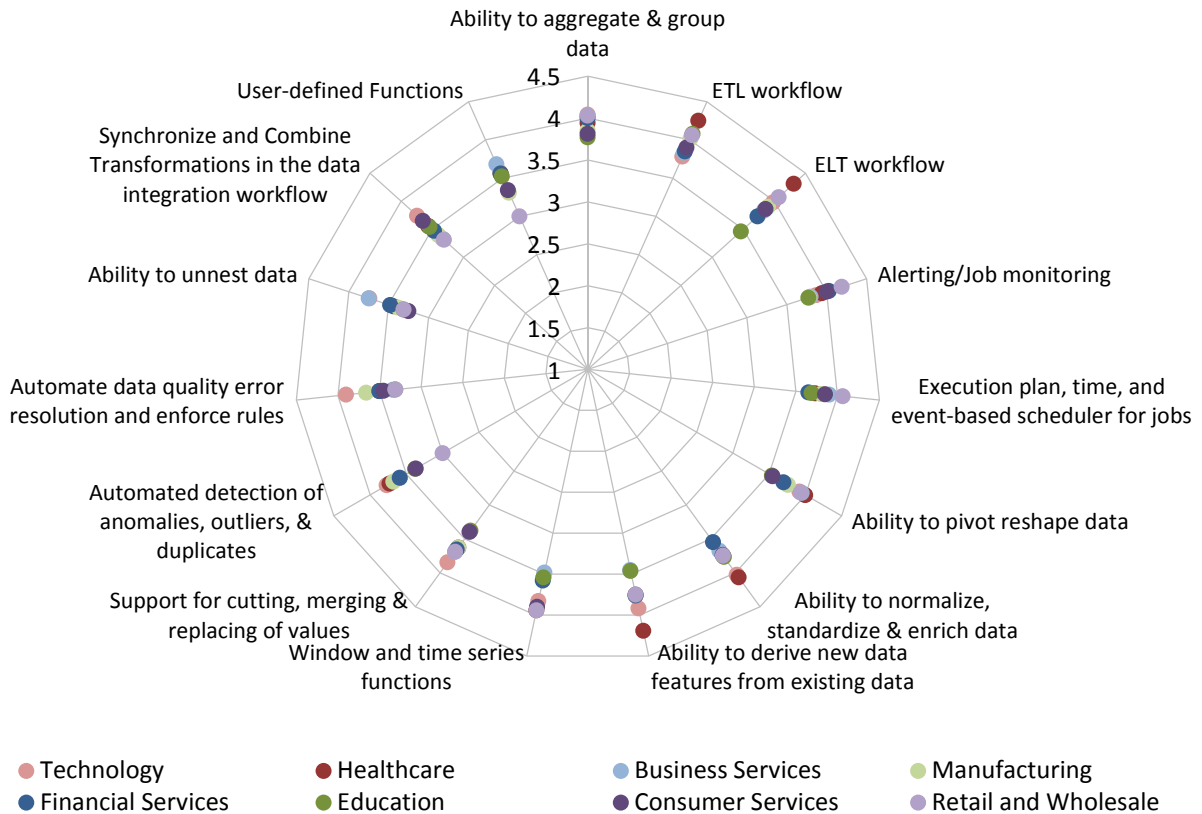 Ability to aggregate & group
data
4.5
4
3.5
3
2.5
2
1.5
1
ETL workflow
ELT workflow
Alerting/Job monitoring
Execution plan, time, and
event-based scheduler for jobs
Ability to pivot reshape data
Ability to normalize,
standardize & enrich data
Ability to derive new data
features from existing data
Window and time series
functions
Support for cutting, merging &
replacing of values
Automated detection of
anomalies, outliers, &
duplicates
Automate data quality error
resolution and enforce rules
Ability to unnest data
Synchronize and Combine
Transformations in the data
integration workflow
User-defined Functions
Technology
Healthcare
Business Services
Manufacturing
Financial Services
Education
Consumer Services
Retail and Wholesale